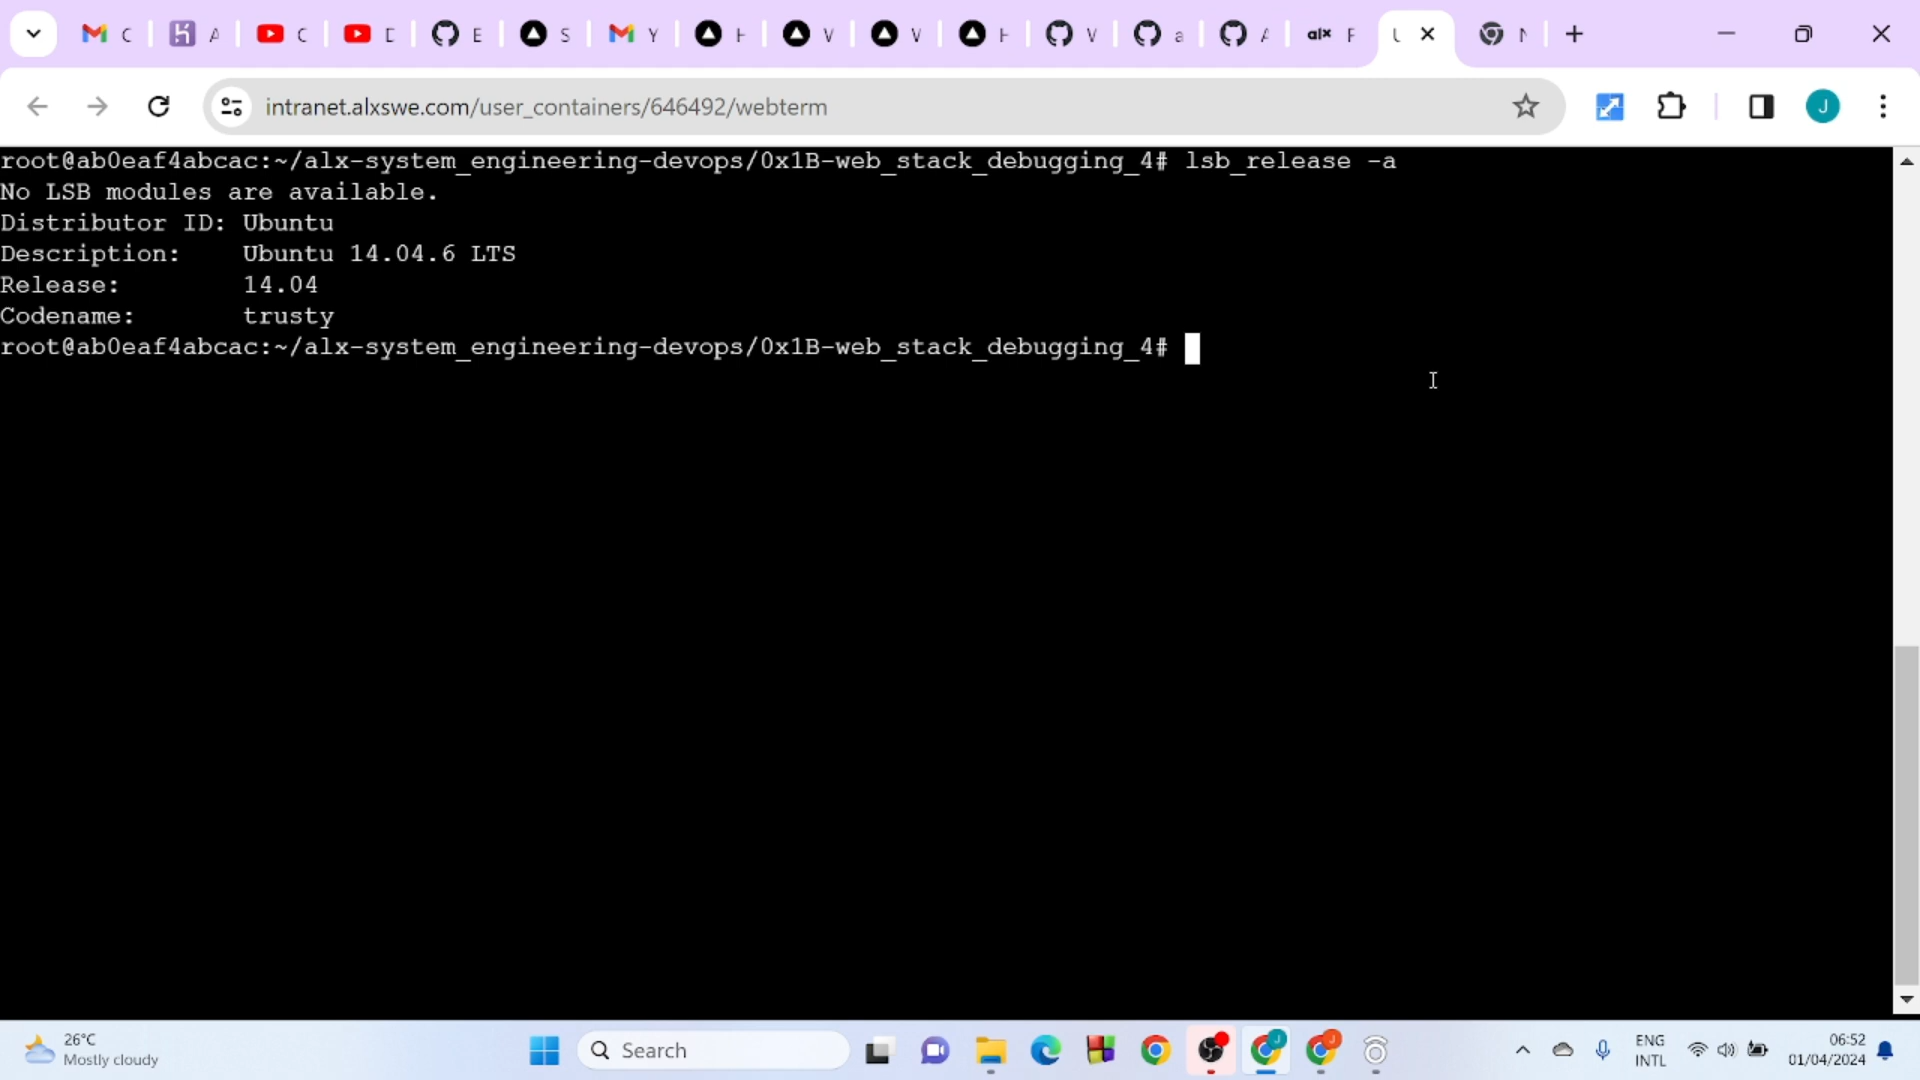 C
A
C
E
S
Y
H
V
V
H
V
a
A
alx F
U
N
intranet.alxswe.com/user_containers/646492/webterm
J
root@ab0eaf4abcac:~/alx-system_engineering-devops/0x1B-web_stack_debugging_4# lsb_release -a
No LSB modules are available.
Distributor ID: Ubuntu
Description:    Ubuntu 14.04.6 LTS
Release:        14.04
Codename:       trusty
root@ab0eaf4abcac:~/alx-system_engineering-devops/0x1B-web_stack_debugging_4#
26°C
Mostly cloudy
Search
ENG
INTL
06:52
01/04/2024